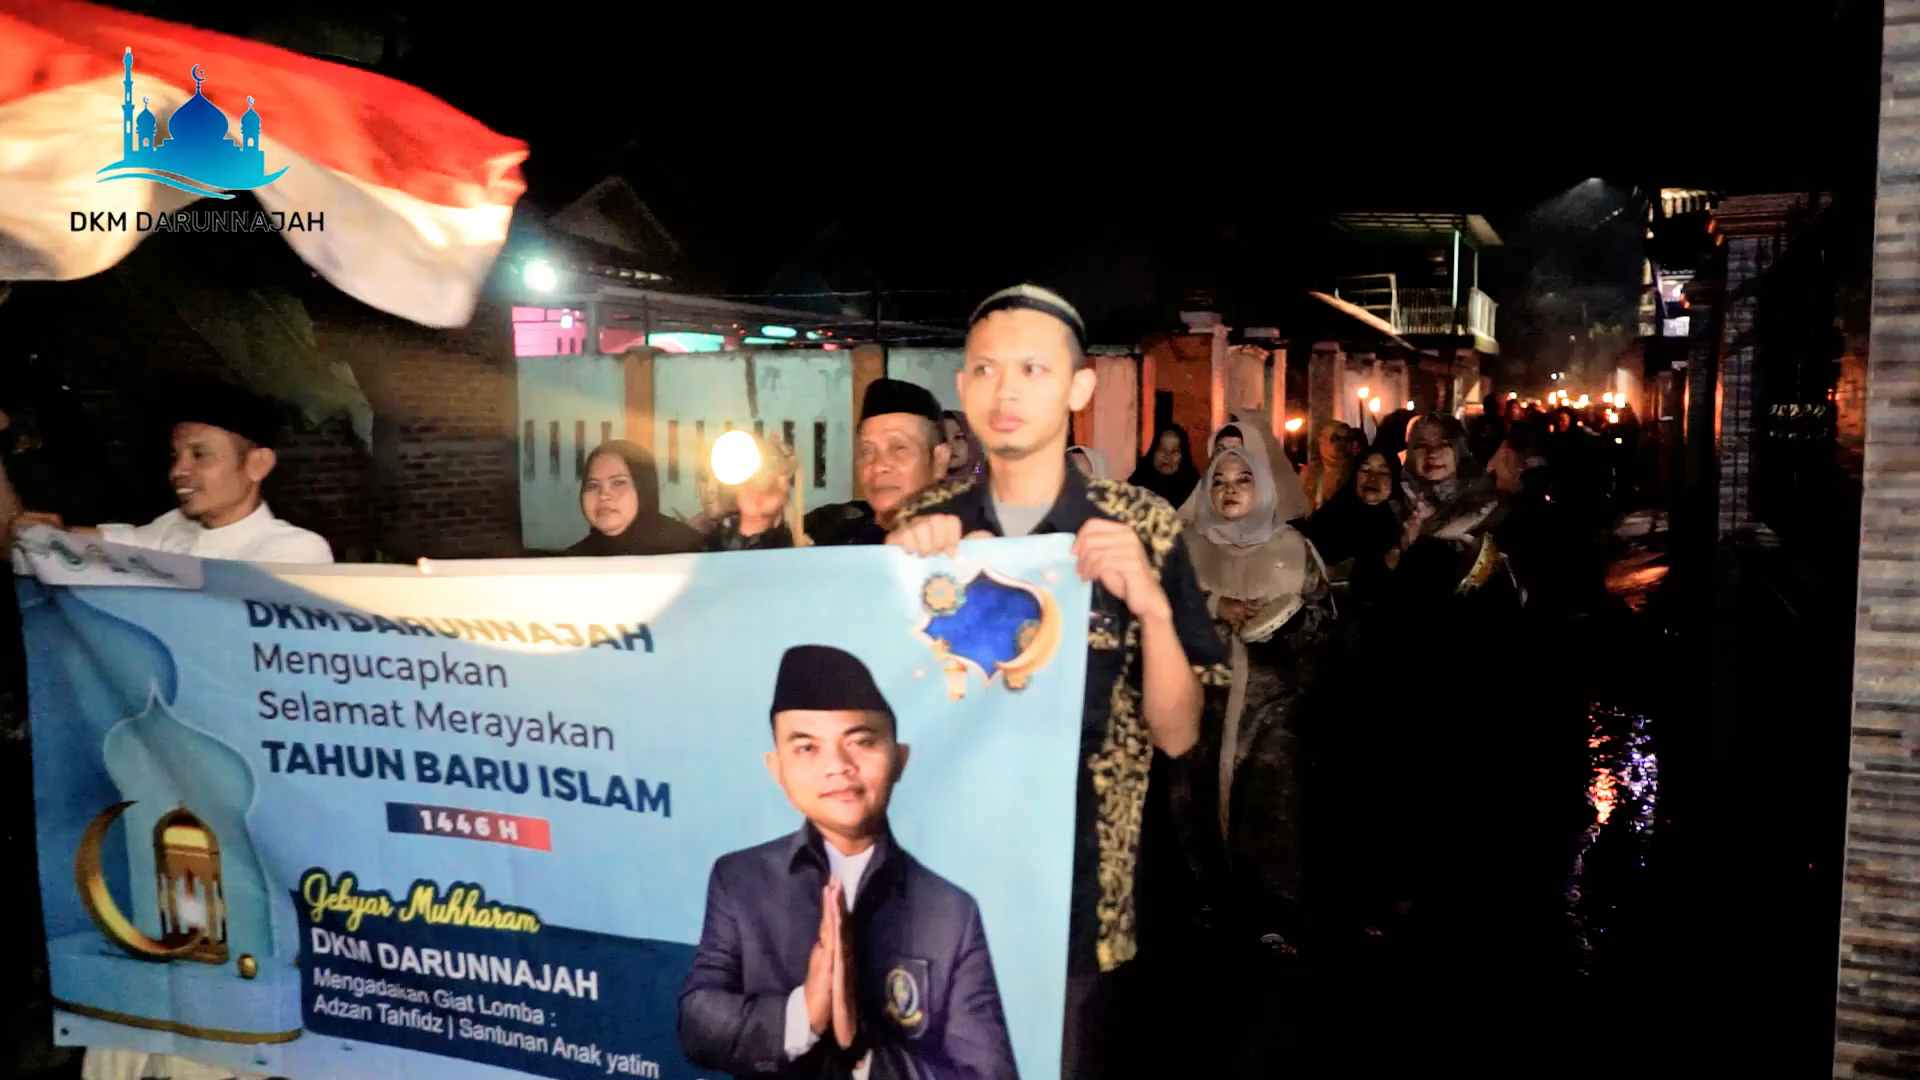 DKM DARUNNAJAH
DKM DARUNNAJAH
Mengucapkan
Selamat Merayakan
TAHUN BARU ISLAM
1446 H
Gebyar Muhharam
DKM DARUNNAJAH
Mengadakan Giat Lomba :
Adzan Tahfidz | Santunan Anak yatim